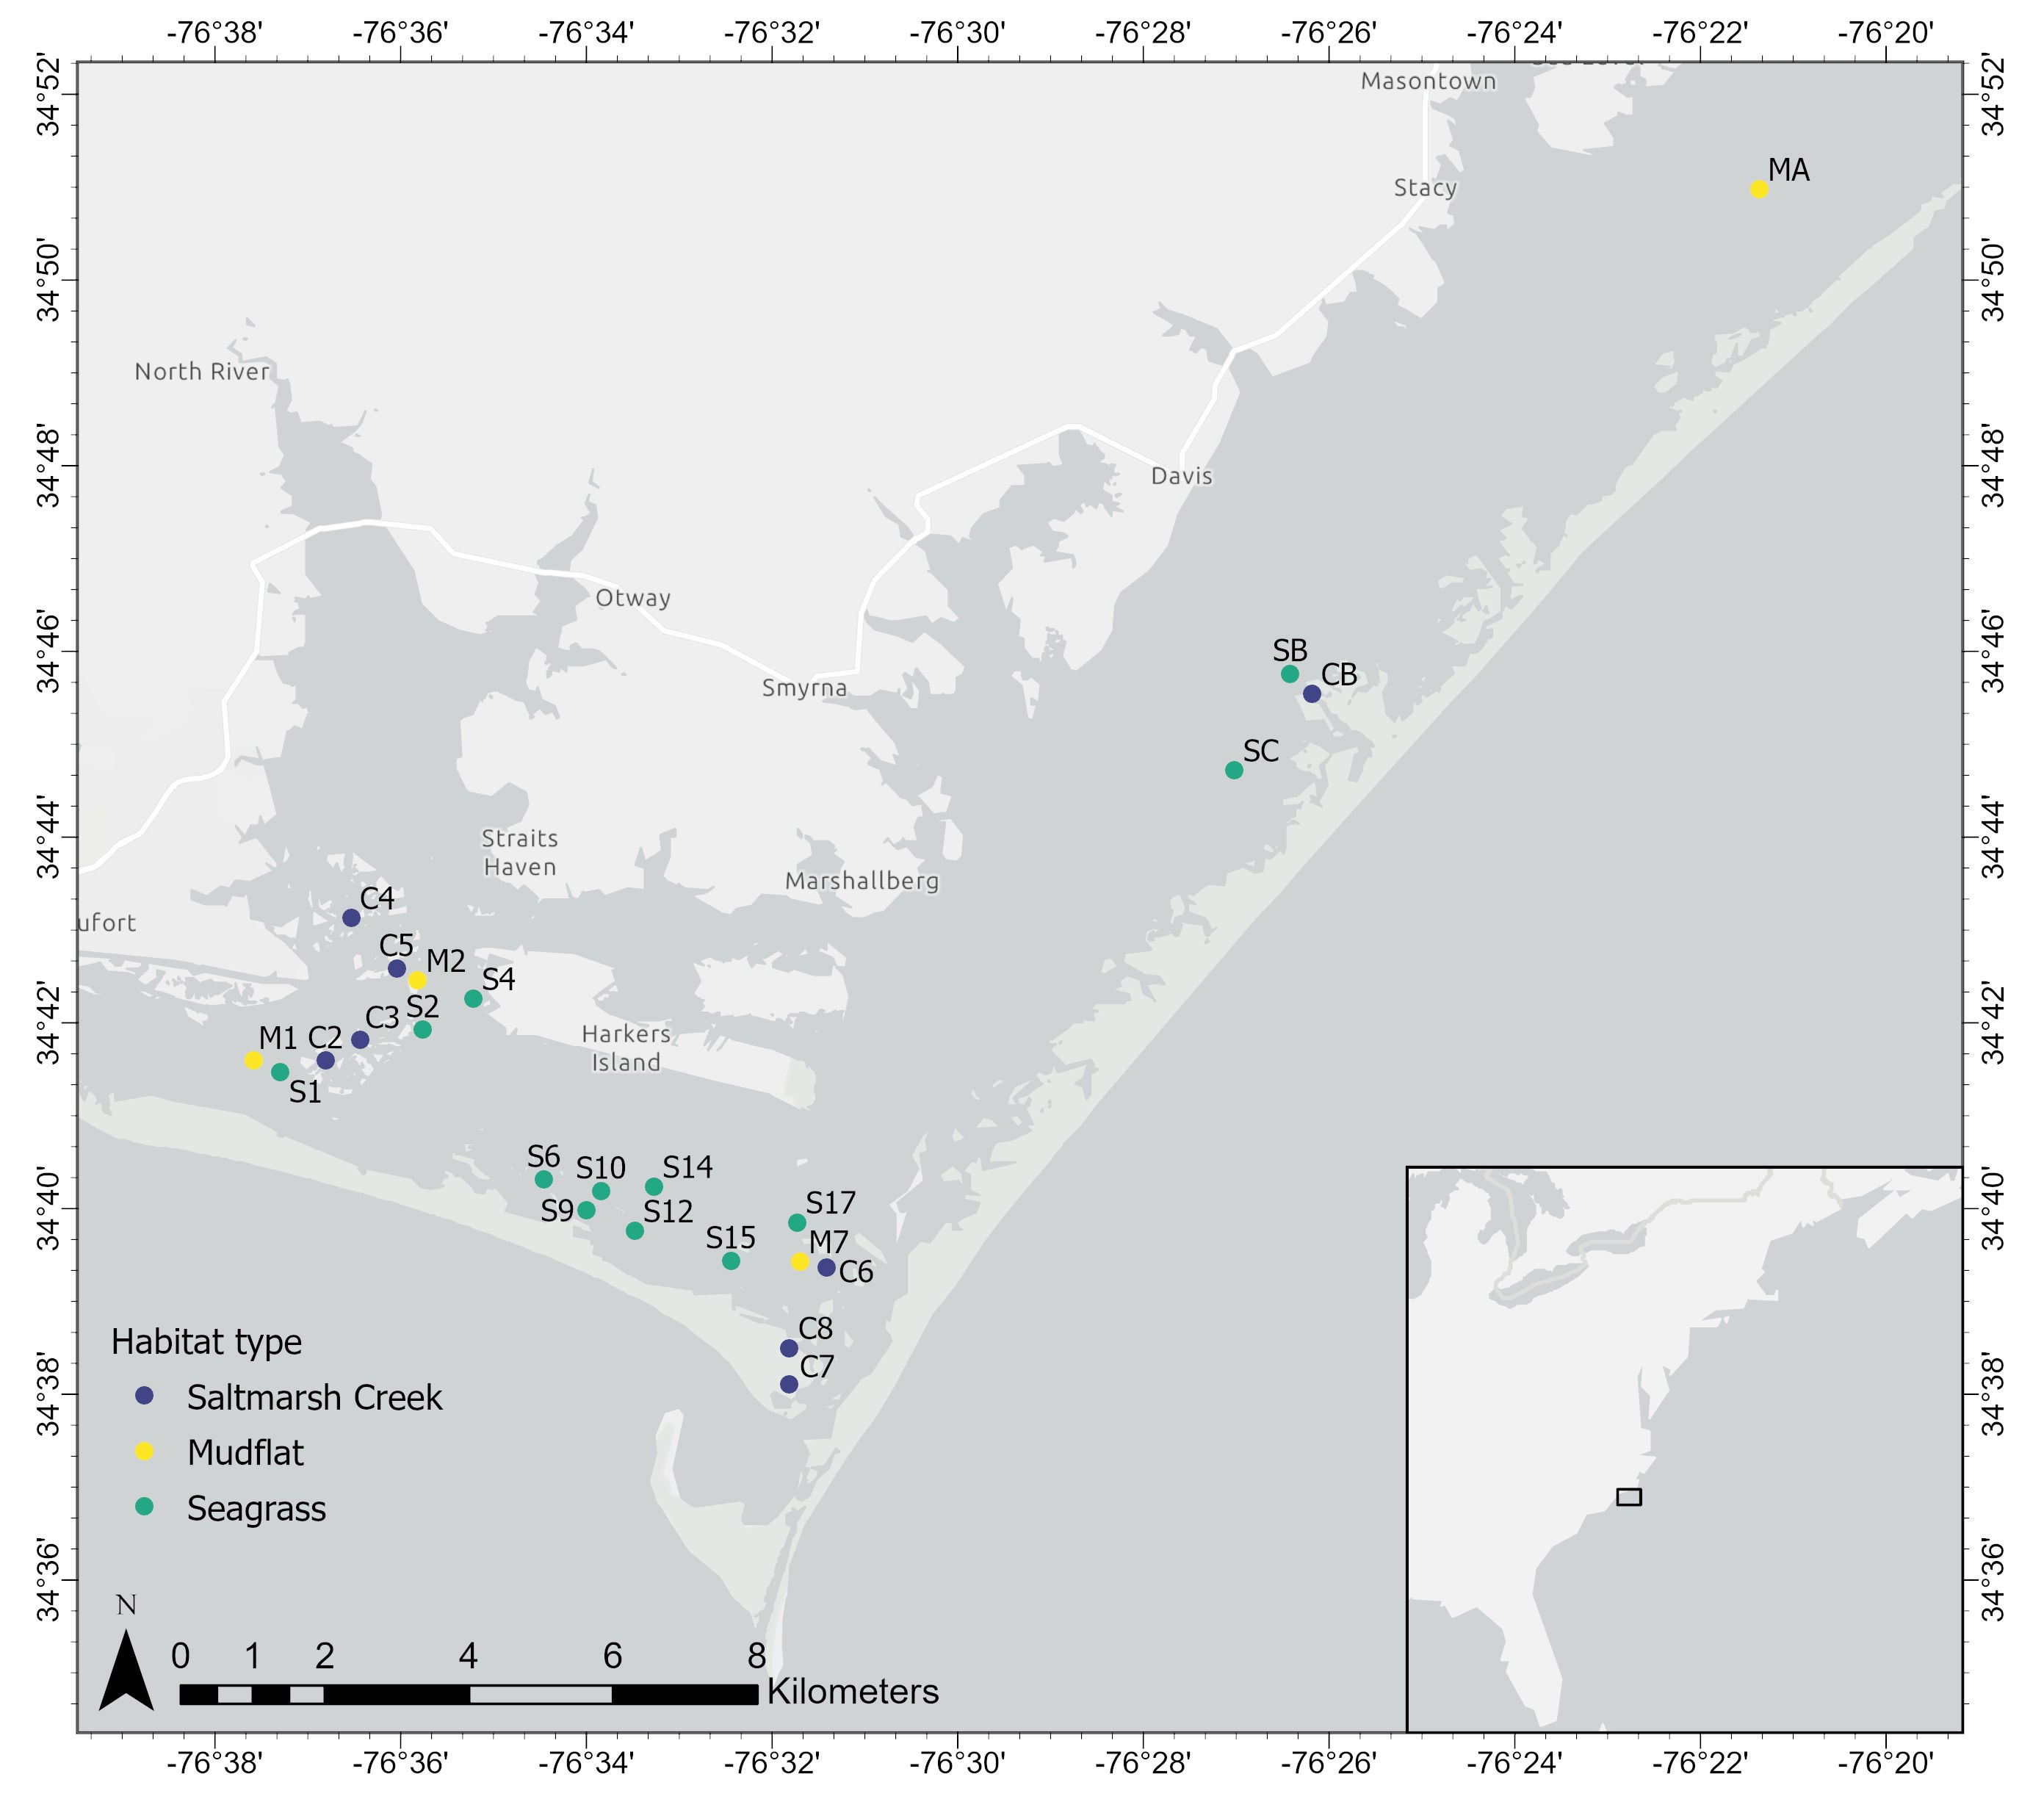 -76°38' -76°36' -76°34' -76°32' -76°30' -76°28' -76°26' -76°24' -76°22' -76°20'
34°52' 34°52'
Masontown
MA
Stacy
34°50' 34°50'
North River
34°48' 34°48'
Davis
Otway
34°46' 34°46'
SB
CB
Smyrna
SC
34°44' 34°44'
Straits
Haven
Marshallberg
C4
ufort
C5
M2
S4
34°42' 34°42'
S2
C3
M1 C2
Harkers
Island
S1
S6
S10 S14
34°40' 34°40'
S17
S9 S12
S15
M7
C6
C8
C7
34°38' 34°38'
Habitat type
Saltmarsh Creek
Mudflat
Seagrass
34°36' 34°36'
N
0 1 2 4 6 8
Kilometers
-76°38' -76°36' -76°34' -76°32' -76°30' -76°28' -76°26' -76°24' -76°22' -76°20'